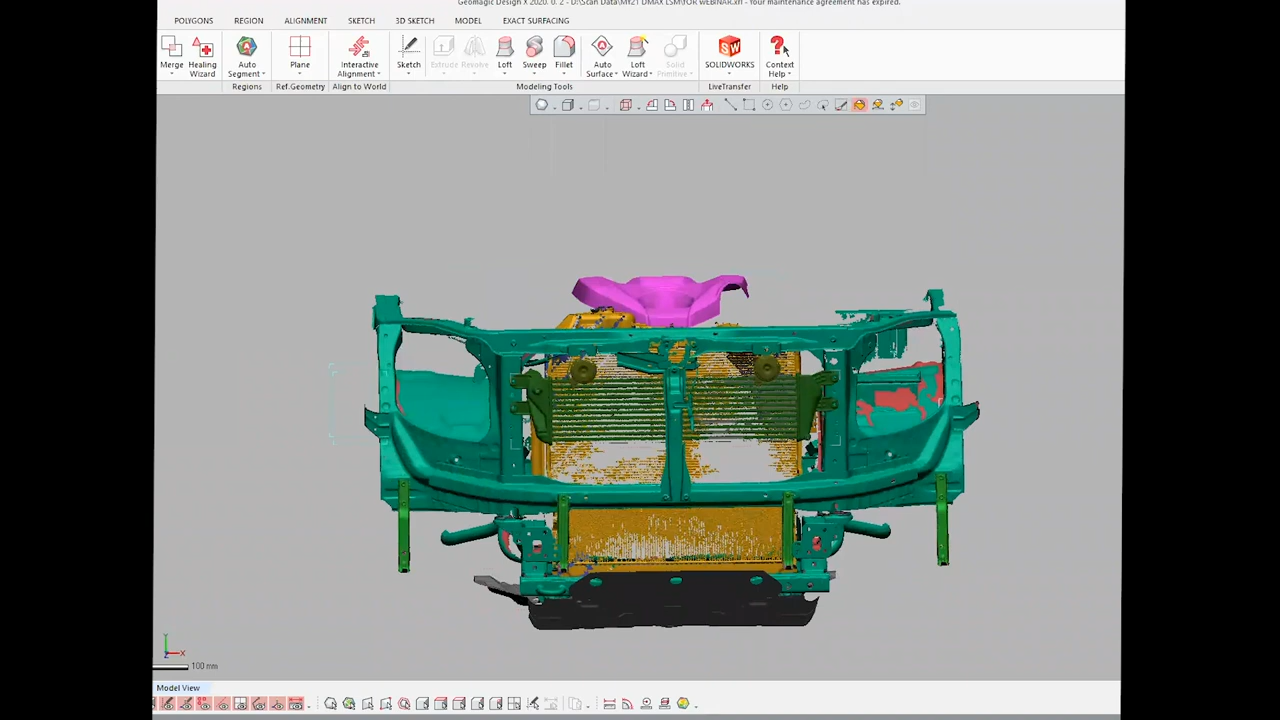 Geomagic Design X 2020. 0. 2 - D:\Scan Data\MY21 DMAX LSM\FOR WEBINAR.xrl - Your maintenance agreement has expired.
POLYGONS REGION ALIGNMENT SKETCH 3D SKETCH MODEL EXACT SURFACING
Merge Healing Wizard Auto Segment Plane Interactive Alignment Sketch Extrude Revolve Loft Sweep Fillet Auto Surface Loft Wizard Solid Primitive SOLIDWORKS Context Help
Regions Ref.Geometry Align to World Modeling Tools LiveTransfer Help
Y
X
Z
100 mm
Model View